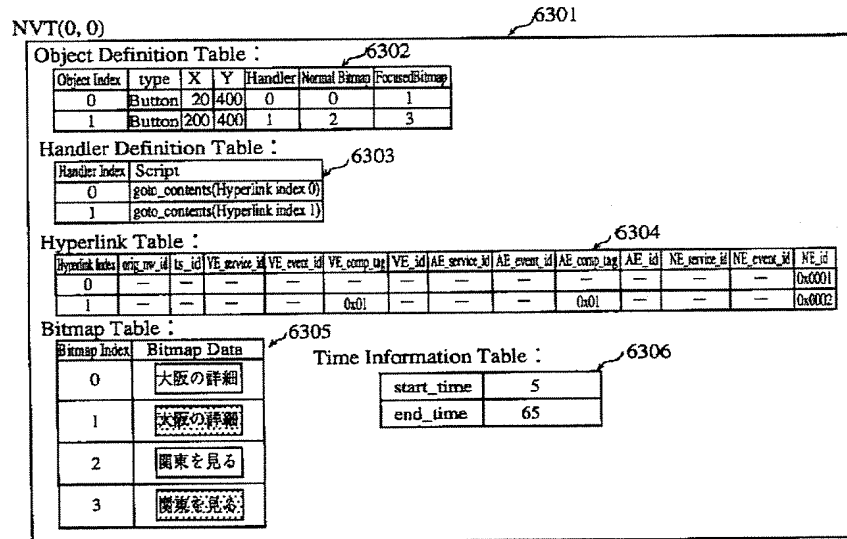 6301
NVT(0, 0)
Object Definition Table :
6302
Object Index type X Y Handler Normal Bitmap FocusedBitmap
0 Button 20 400 0 0 1
1 Button 200 400 1 2 3
Handler Definition Table :
6303
Handler Index Script
0 goto_contents(Hyperlink index 0)
1 goto_contents(Hyperlink index 1)
Hyperlink Table :
6304
Hyperlink Index orig_nw_id ts_id VE_service_id VE_event_id VE_comp_tag VE_id AE_service_id AE_event_id AE_comp_tag AE_id NE_service_id NE_event_id NE_id
0 — — — — — — — — — — — — 0x0001
1 — — — — 0x01 — — — 0x01 — — — 0x0002
Bitmap Table :
6305
Bitmap Index Bitmap Data
0 大阪の詳細
1 大阪の詳細
2 関東を見る
3 関東を見る
Time Information Table :
6306
start_time 5
end_time 65